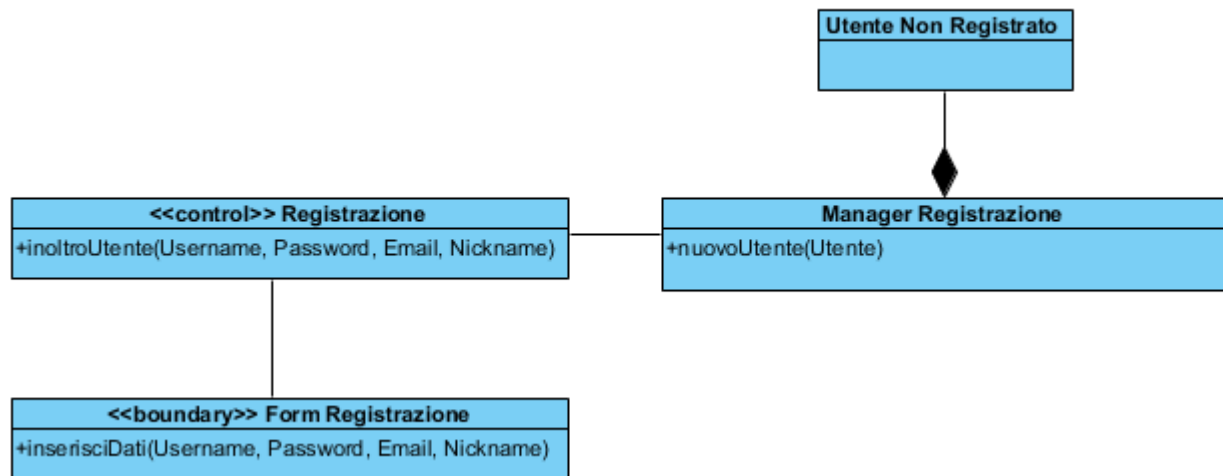 Utente Non Registrato
<<control>> Registrazione
+inoltroUtente(Username, Password, Email, Nickname)
Manager Registrazione
+nuovoUtente(Utente)
<<boundary>> Form Registrazione
+inserisciDati(Username, Password, Email, Nickname)